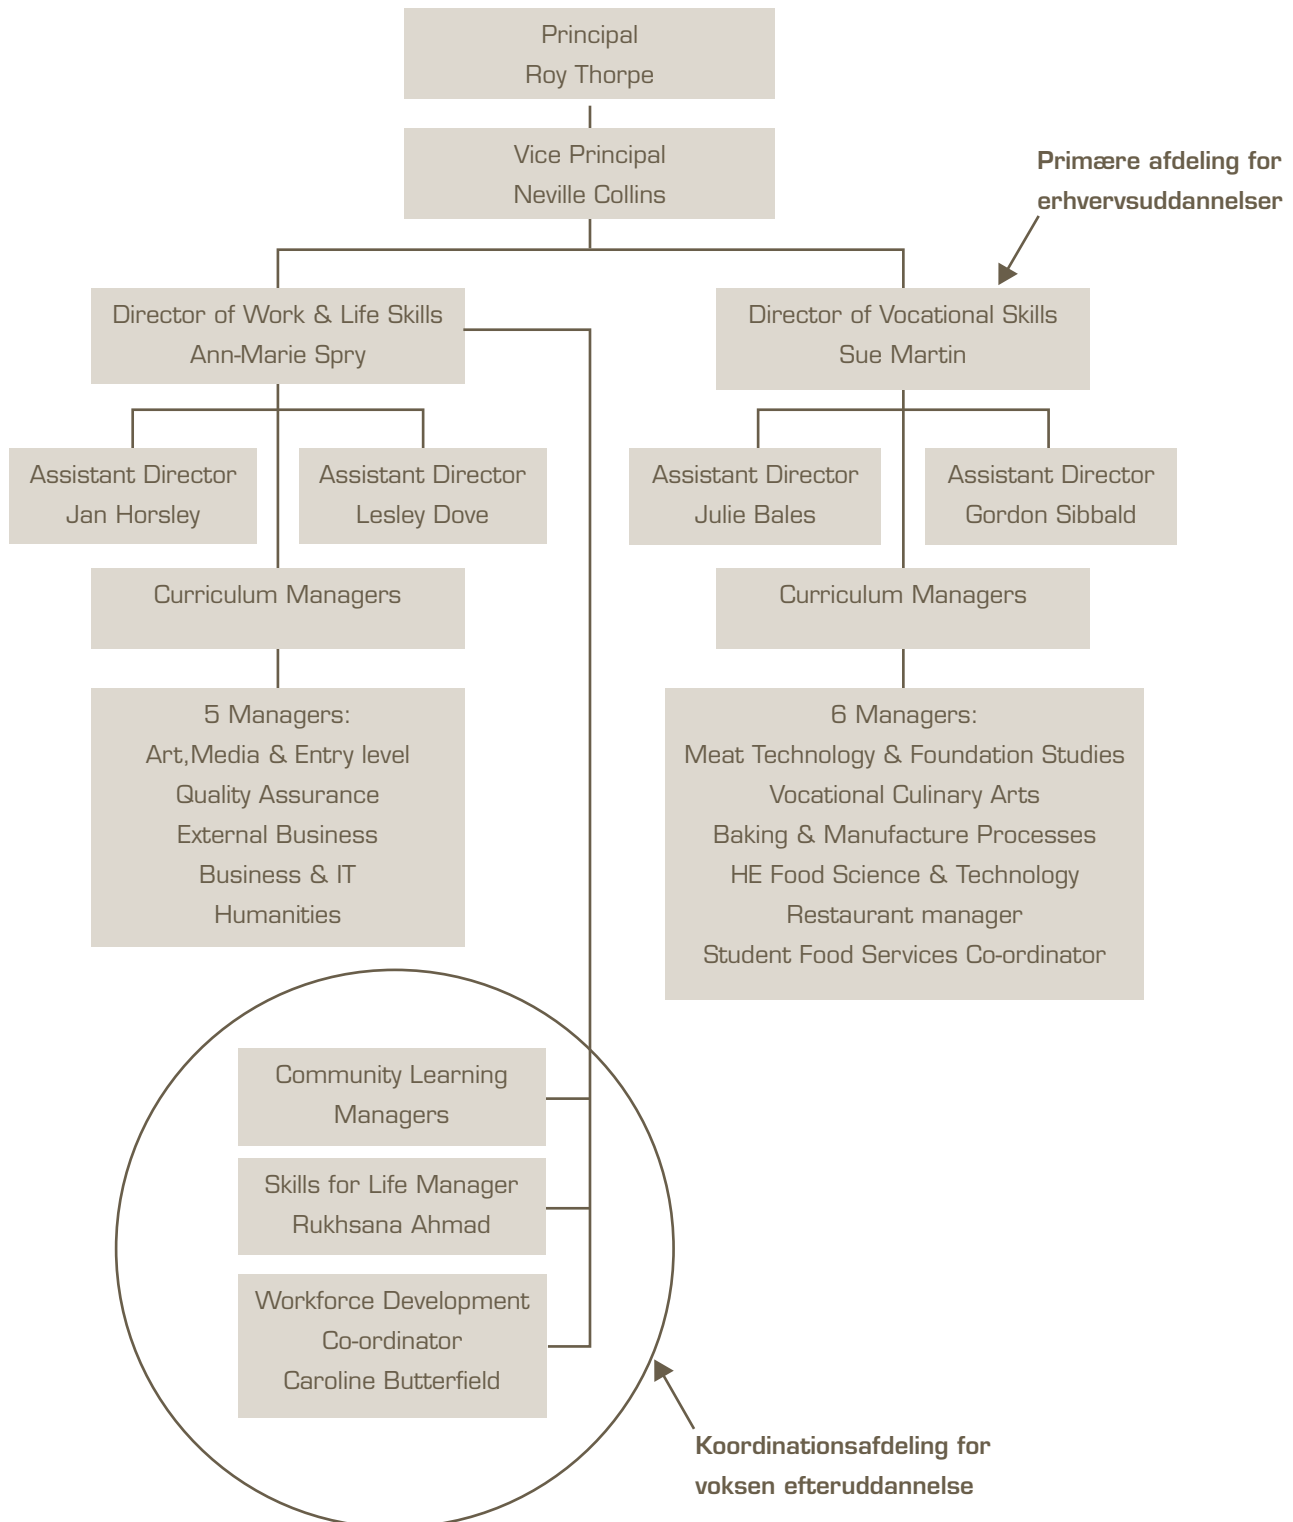 Principal
Roy Thorpe
Vice Principal
Neville Collins
Primære afdeling for
erhvervsuddannelser
Director of Work & Life Skills
Ann-Marie Spry
Director of Vocational Skills
Sue Martin
Assistant Director
Jan Horsley
Assistant Director
Lesley Dove
Assistant Director
Julie Bales
Assistant Director
Gordon Sibbald
Curriculum Managers
Curriculum Managers
5 Managers:
Art,Media & Entry level
Quality Assurance
External Business
Business & IT
Humanities
6 Managers:
Meat Technology & Foundation Studies
Vocational Culinary Arts
Baking & Manufacture Processes
HE Food Science & Technology
Restaurant manager
Student Food Services Co-ordinator
Community Learning
Managers
Skills for Life Manager
Rukhsana Ahmad
Workforce Development
Co-ordinator
Caroline Butterfield
Koordinationsafdeling for
voksen efteruddannelse